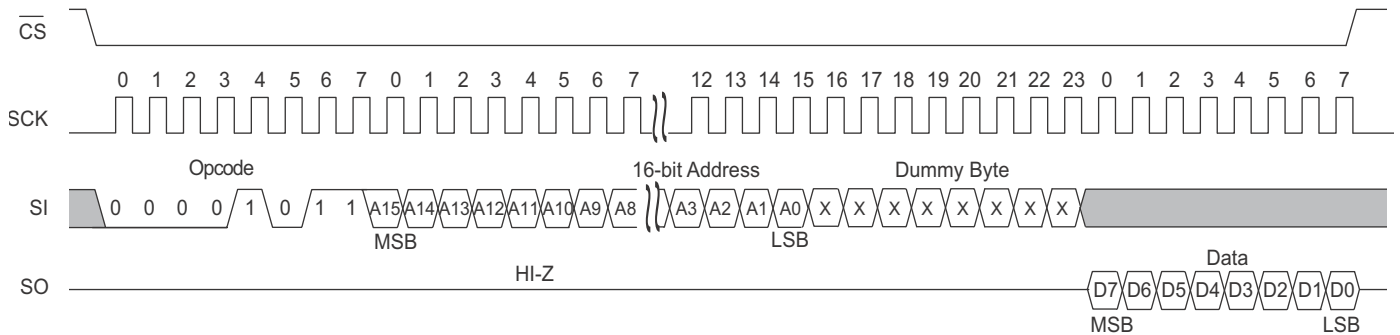 CS
0 1 2 3 4 5 6 7 0 1 2 3 4 5 6 7 12 13 14 15 16 17 18 19 20 21 22 23 0 1 2 3 4 5 6 7
SCK
Opcode 16-bit Address Dummy Byte
SI 0 0 0 0 1 0 1 1 A15 A14 A13 A12 A11 A10 A9 A8 A3 A2 A1 A0 X X X X X X X X
MSB LSB
HI-Z Data
SO D7 D6 D5 D4 D3 D2 D1 D0
MSB LSB